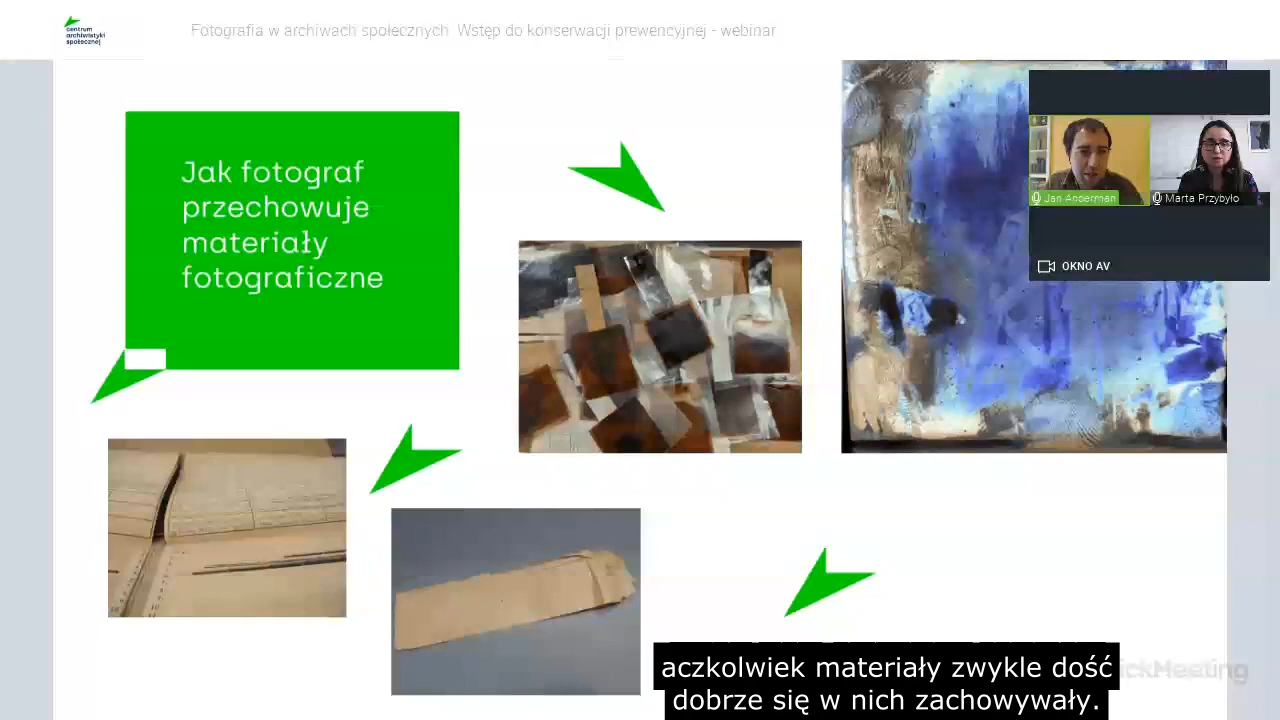 centrum
archiwistyki
społecznej
Fotografia w archiwach społecznych Wstęp do konserwacji prewencyjnej - webinar
Jak fotograf
przechowuje
materiały
fotograficzne
Jan Anderman
Marta Przybyło
OKNO AV
aczkolwiek materiały zwykle dość
dobrze się w nich zachowywały.